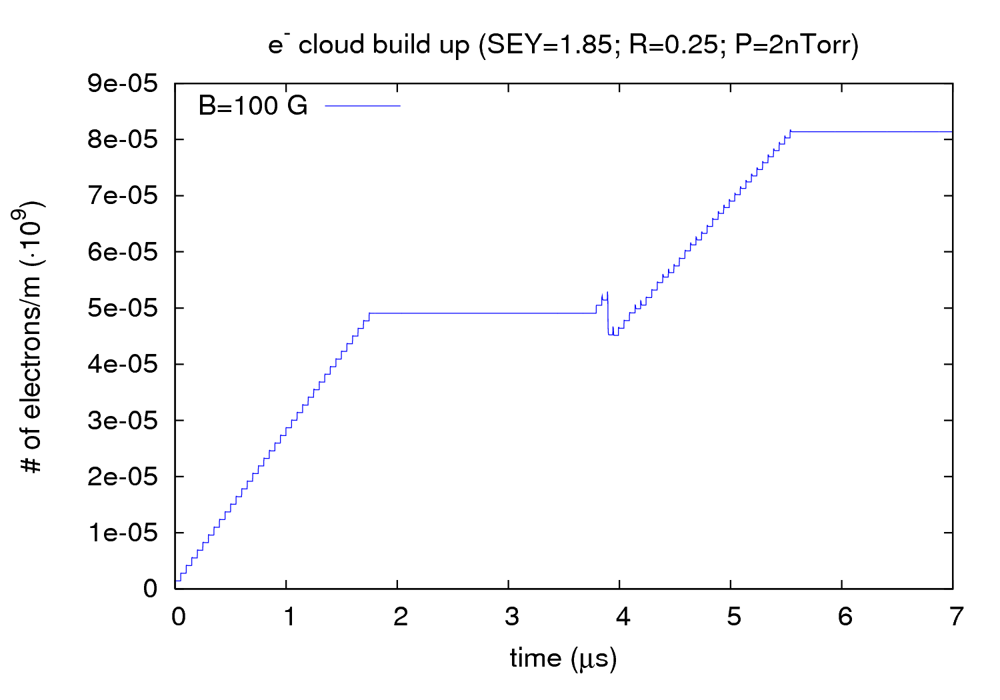 e- cloud build up (SEY=1.85; R=0.25; P=2nTorr)
B=100 G
9e-05
8e-05
7e-05
6e-05
5e-05
4e-05
3e-05
2e-05
1e-05
0
# of electrons/m (·10^9)
0 1 2 3 4 5 6 7
time (μs)